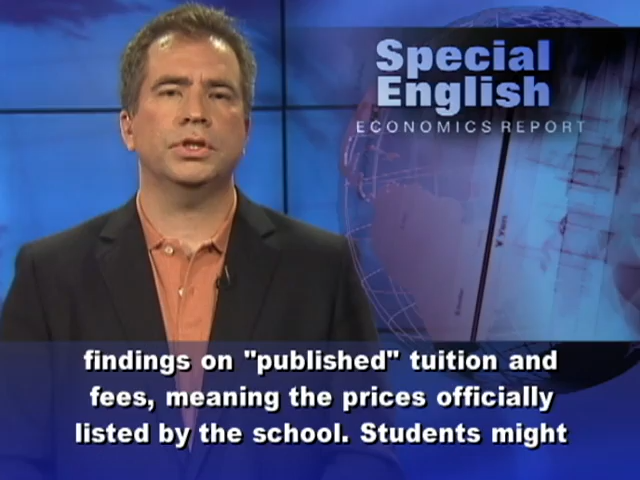 Special
English
ECONOMICS REPORT
findings on "published" tuition and
fees, meaning the prices officially
listed by the school. Students might